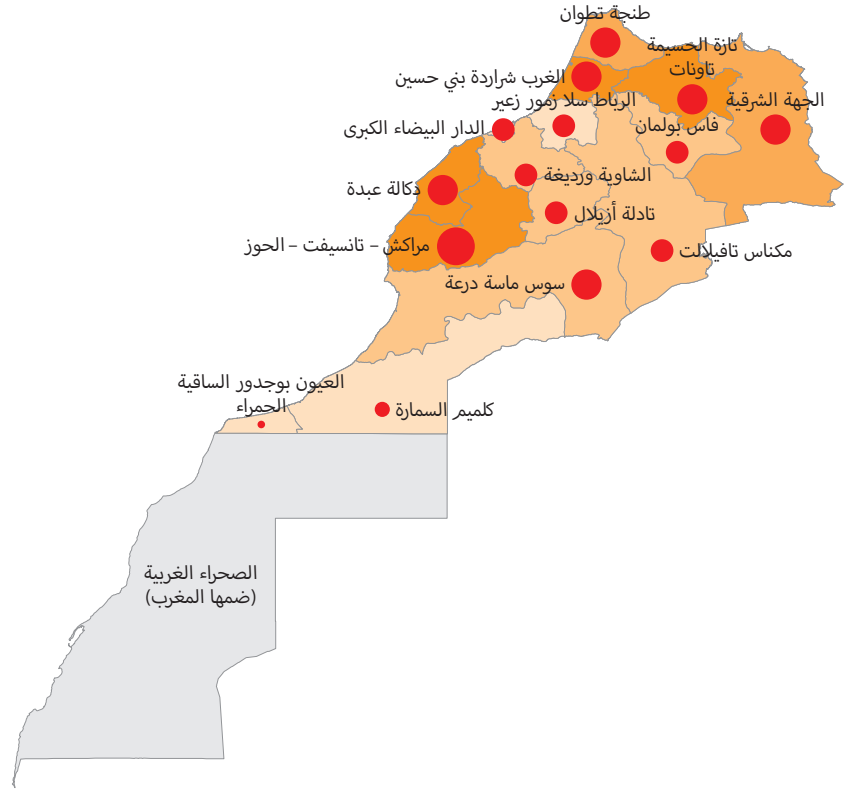 طنجة تطوان
تازة الحسيمة
تاونات
الغرب شراردة بني حسين
الجهة الشرقية
الرباط سلا زمور زعير
فاس بولمان
الدار البيضاء الكبرى
الشاوية ورديغة
دكالة عبدة
تادلة أزيلال
مراكش – تانسيفت – الحوز
مكناس تافيلالت
سوس ماسة درعة
العيون بوجدور الساقية
الحمراء
كلميم السمارة
الصحراء الغربية
(ضمها المغرب)